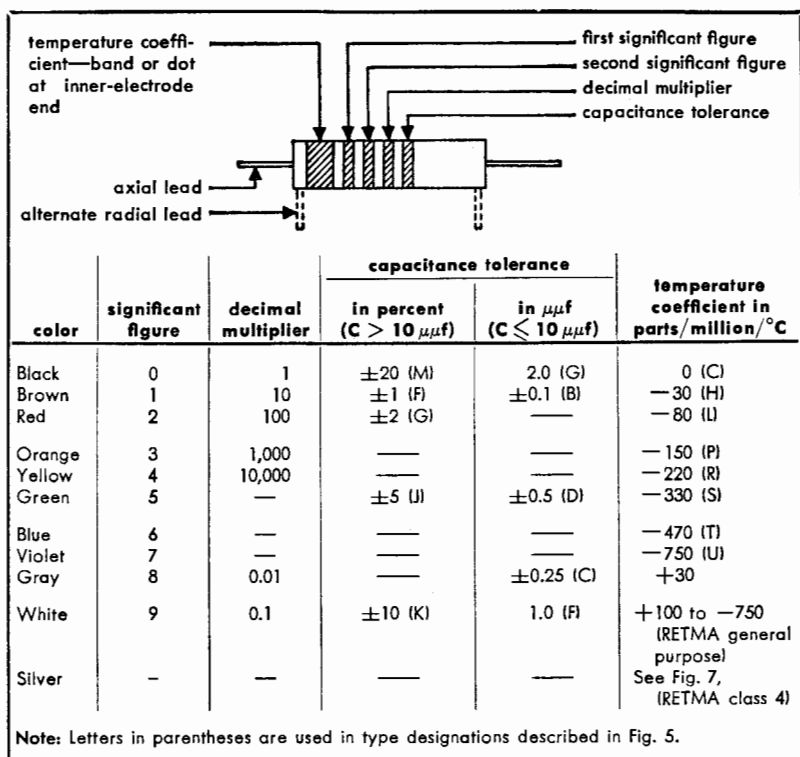 temperature coeffi-
cient—band or dot
at inner-electrode
end
first significant figure
second significant figure
decimal multiplier
capacitance tolerance
axial lead
alternate radial lead
capacitance tolerance
color | significant figure | decimal multiplier | in percent (C > 10 μμf) | in μμf (C ≤ 10 μμf) | temperature coefficient in parts/million/°C
Black 0 1 ±20 (M) 2.0 (G) 0 (C)
Brown 1 10 ±1 (F) ±0.1 (B) −30 (H)
Red 2 100 ±2 (G) — −80 (L)
Orange 3 1,000 — — −150 (P)
Yellow 4 10,000 — — −220 (R)
Green 5 — ±5 (J) ±0.5 (D) −330 (S)
Blue 6 — — — −470 (T)
Violet 7 — — — −750 (U)
Gray 8 0.01 — ±0.25 (C) +30
White 9 0.1 ±10 (K) 1.0 (F) +100 to −750
(RETMA general
purpose)
Silver – — — — See Fig. 7,
(RETMA class 4)
Note: Letters in parentheses are used in type designations described in Fig. 5.